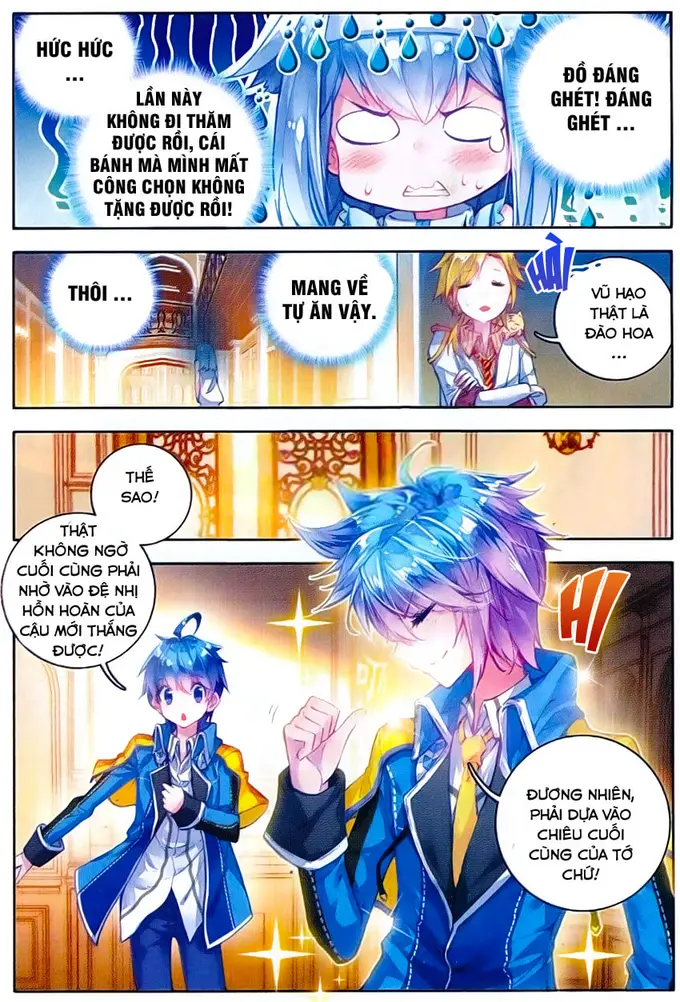 HỨC HỨC
...
LẦN NÀY
KHÔNG ĐI THĂM
ĐƯỢC RỒI, CÁI
BÁNH MÀ MÌNH MẤT
CÔNG CHỌN KHÔNG
TẶNG ĐƯỢC RỒI!
ĐỒ ĐÁNG
GHÉT! ĐÁNG
GHÉT ...
THÔI ...
MANG VỀ
TỰ ĂN VẬY.
HÀI
VŨ HẠO
THẬT LÀ
ĐÀO HOA
...
THẾ
SAO!
THẬT
KHÔNG NGỜ
CUỐI CÙNG PHẢI
NHỜ VÀO ĐỆ NHỊ
HỒN HOÀN CỦA
CẬU MỚI THẮNG
ĐƯỢC!
HI
ĐƯƠNG NHIÊN,
PHẢI DỰA VÀO
CHIÊU CUỐI
CÙNG CỦA TỚ
CHỨ!